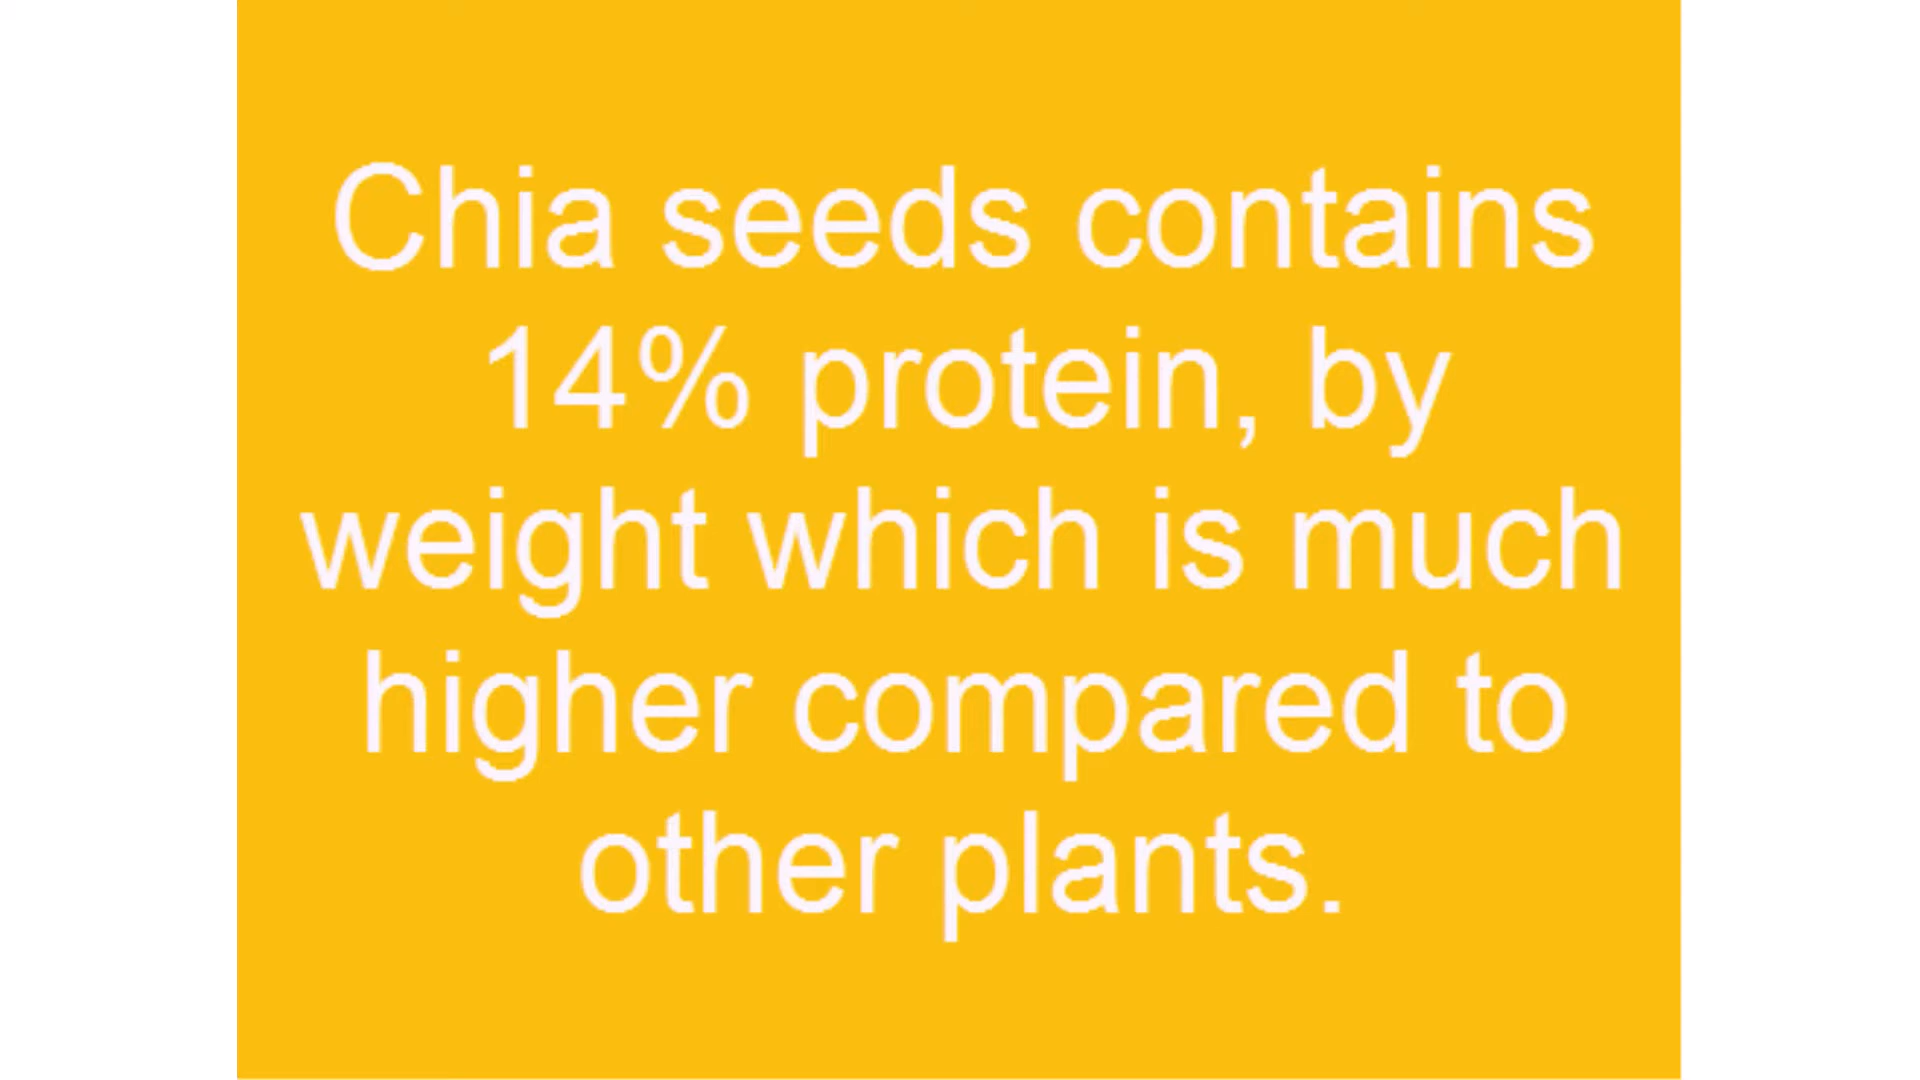 Chia seeds contains
14% protein, by
weight which is much
higher compared to
other plants.